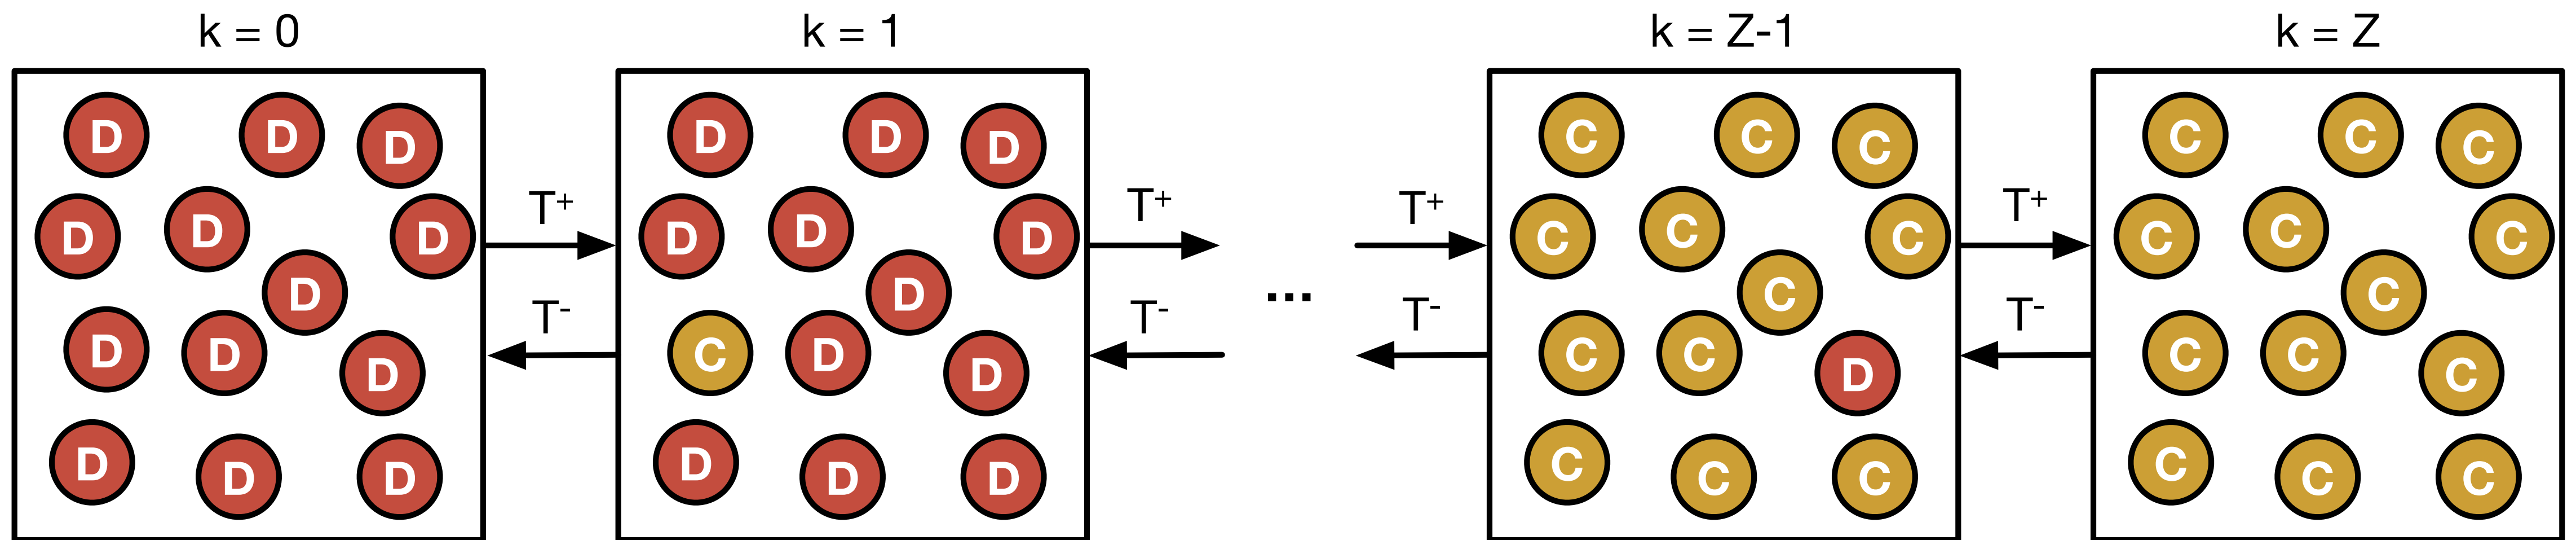 k = 0 k = 1 k = Z-1 k = Z
D D D D D D C C C C C C
D D D D D D C C C C C C
T⁺ T⁺ T⁺ T⁺
D D C C
...
T⁻ T⁻ T⁻ T⁻
D D D C D D C C D C C C
D D D D D D C C C C C C